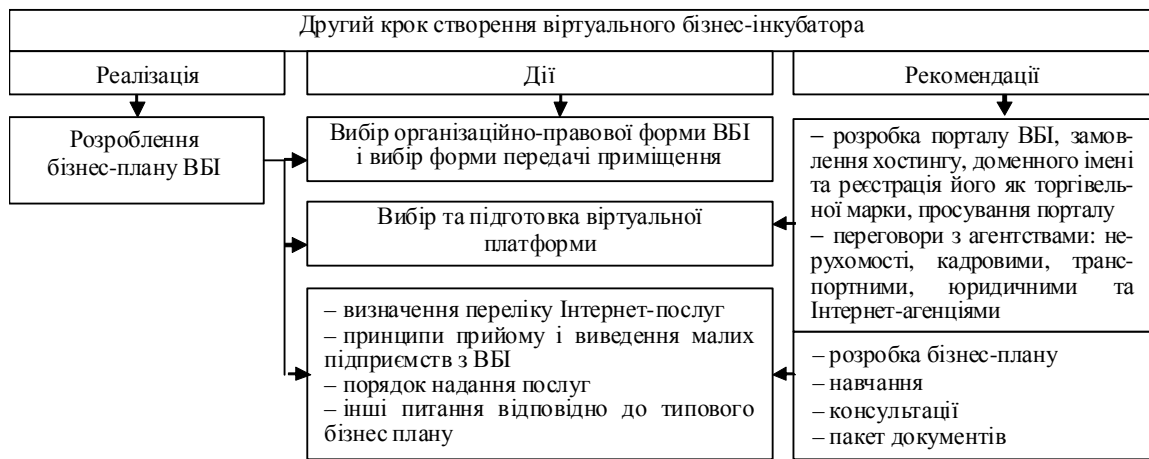 Другий крок створення віртуального бізнес-інкубатора
Реалізація
Дії
Рекомендації
Розроблення
бізнес-плану ВБІ
Вибір організаційно-правової форми ВБІ
і вибір форми передачі приміщення
Вибір та підготовка віртуальної
платформи
– визначення переліку Інтернет-послуг
– принципи прийому і виведення малих
підприємств з ВБІ
– порядок надання послуг
– інші питання відповідно до типового
бізнес плану
– розробка порталу ВБІ, замов-
лення хостингу, доменного імені
та реєстрація його як торгівель-
ної марки, просування порталу
– переговори з агентствами: не-
рухомості, кадровими, транс-
портними, юридичними та
Інтернет-агенціями
– розробка бізнес-плану
– навчання
– консультації
– пакет документів